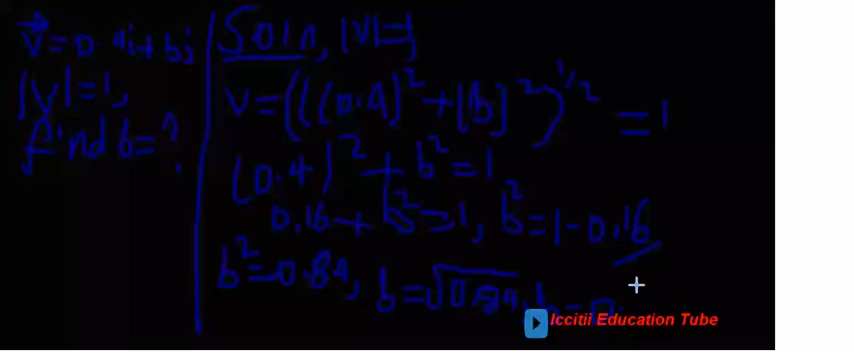 v = 0.4i + bj
|v| = 1,
find b = ?
Soln, |v| = 1
v = (((0.4)² + (b)²)^1/2 = 1
(0.4)² + b² = 1
0.16 + b² = 1, b² = 1 - 0.16
b² = 0.84, b = √0.84, b = 0.
Iccitii Education Tube